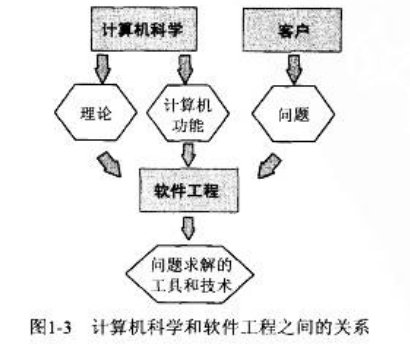 计算机科学
客户
理论
计算机
功能
问题
软件工程
问题求解的
工具和技术
图1-3 计算机科学和软件工程之间的关系